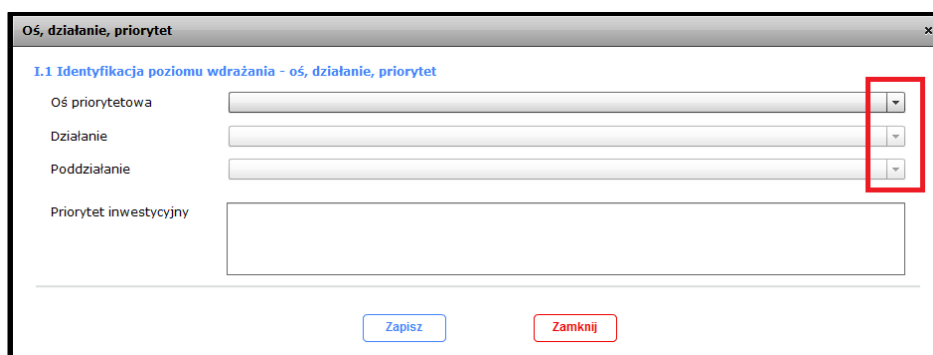 Oś, działanie, priorytet
x
I.1 Identyfikacja poziomu wdrażania - oś, działanie, priorytet
Oś priorytetowa
Działanie
Poddziałanie
Priorytet inwestycyjny
Zapisz Zamknij